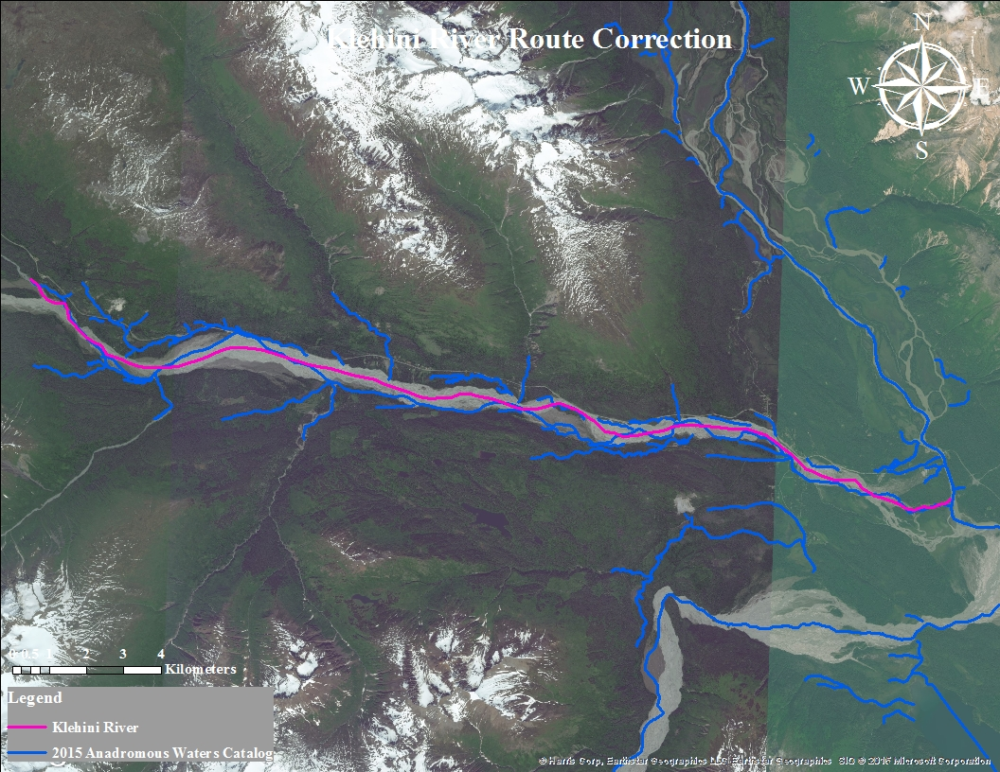 Klehini River Route Correction
N
W E
S
0 0.5 1 2 3 4
Kilometers
Legend
Klehini River
2015 Anadromous Waters Catalog
© Harris Corp, Earthstar Geographics LLC Earthstar Geographics SIO © 2015 Microsoft Corporation